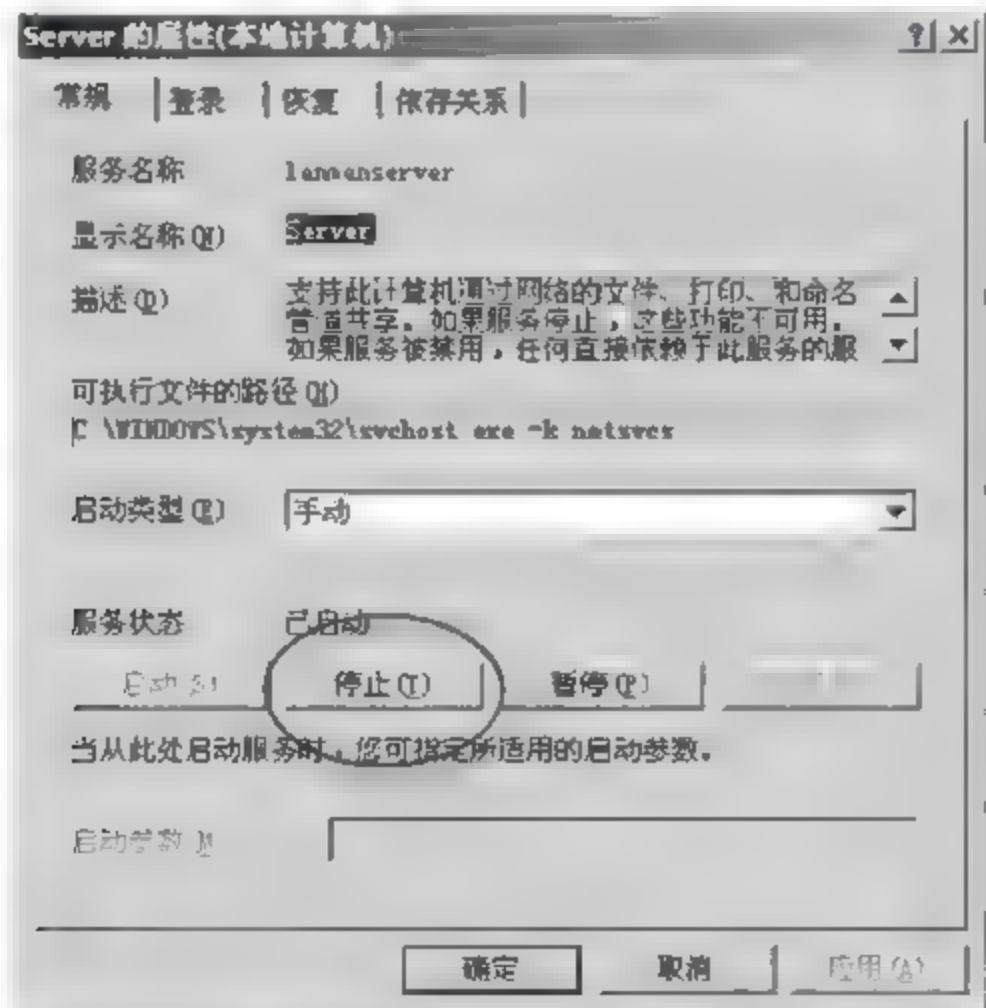 Server 的属性(本地计算机)
常规 登录 恢复 依存关系
服务名称 lanmanserver
显示名称(N) Server
描述(D) 支持此计算机通过网络的文件、打印、和命名
管道共享。如果服务停止，这些功能不可用。
如果服务被禁用，任何直接依赖于此服务的服
可执行文件的路径(H)
C \WINDOWS\system32\svchost exe -k netsvcs
启动类型(E) 手动
服务状态 已启动
启动(S) 停止(T) 暂停(P)
当从此处启动服务时，您可指定所适用的启动参数。
启动参数 M
确定 取消 应用(A)